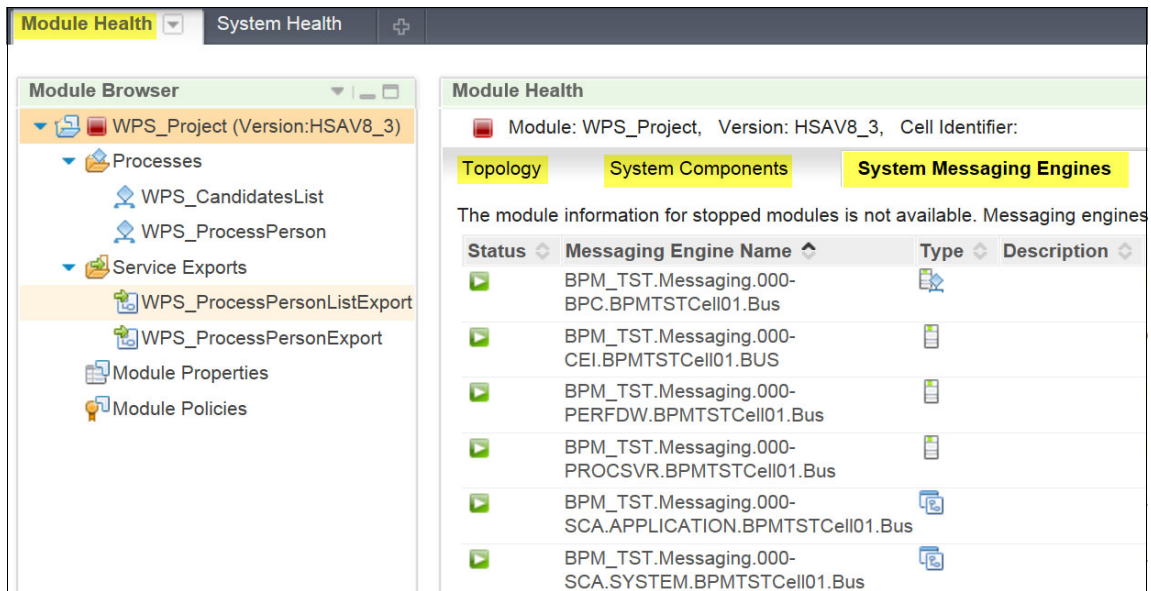 Module Health
System Health
Module Browser
WPS_Project (Version:HSAV8_3)
Processes
WPS_CandidatesList
WPS_ProcessPerson
Service Exports
WPS_ProcessPersonListExport
WPS_ProcessPersonExport
Module Properties
Module Policies
Module Health
Module: WPS_Project, Version: HSAV8_3, Cell Identifier:
Topology System Components System Messaging Engines
The module information for stopped modules is not available. Messaging engines
Status Messaging Engine Name Type Description
BPM_TST.Messaging.000-
BPC.BPMTSTCell01.Bus
BPM_TST.Messaging.000-
CEI.BPMTSTCell01.BUS
BPM_TST.Messaging.000-
PERFDW.BPMTSTCell01.Bus
BPM_TST.Messaging.000-
PROCSVR.BPMTSTCell01.Bus
BPM_TST.Messaging.000-
SCA.APPLICATION.BPMTSTCell01.Bus
BPM_TST.Messaging.000-
SCA.SYSTEM.BPMTSTCell01.Bus